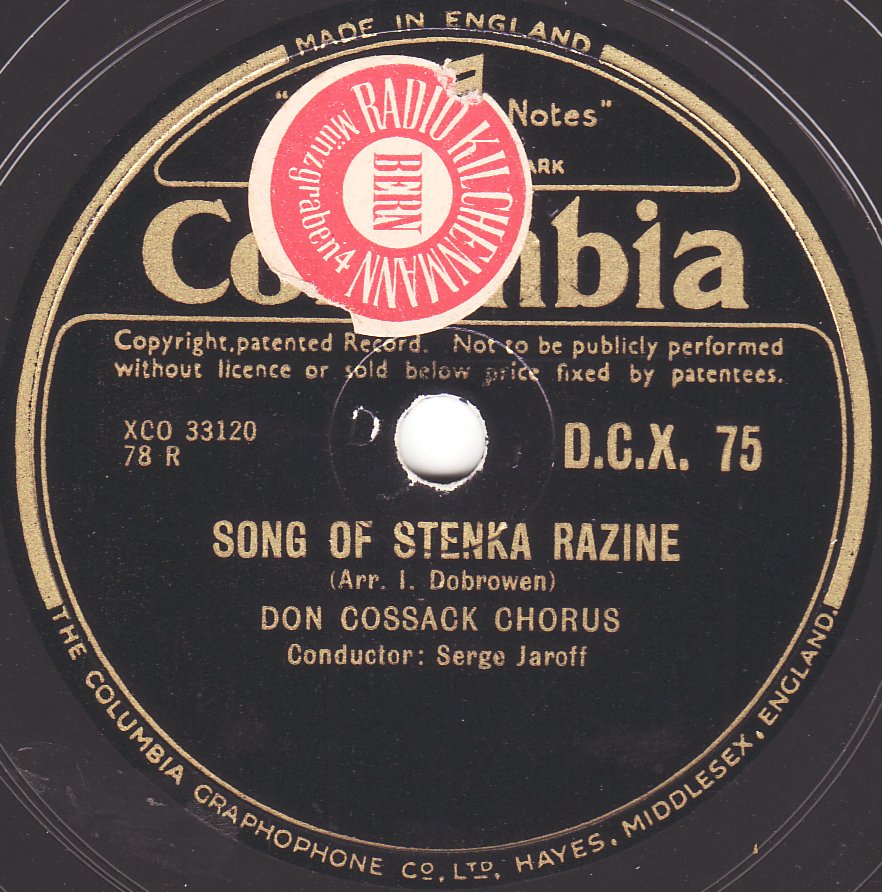 MADE IN ENGLAND
Notes"
RADIO KILCHENMANN
Münzgraben 4
BERN
Copyright, patented Record. Not to be publicly performed
without licence or sold below price fixed by patentees.
XCO 33120
78 R
D.C.X. 75
SONG OF STENKA RAZINE
(Arr. I. Dobrowen)
DON COSSACK CHORUS
Conductor: Serge Jaroff
THE COLUMBIA GRAPHOPHONE CO, LTD, HAYES, MIDDLESEX, ENGLAND.